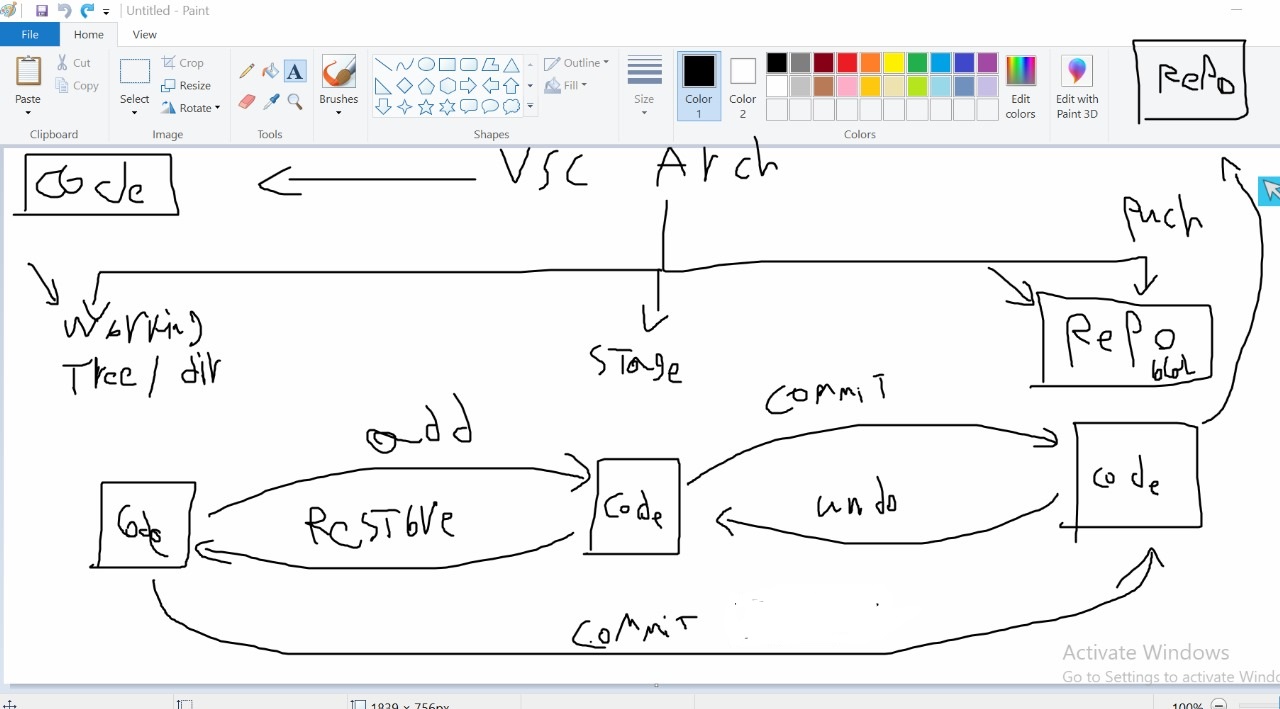 Untitled - Paint
File Home View
Paste
Cut
Copy
Clipboard
Select
Crop
Resize
Rotate
Image
A
Tools
Brushes
Outline
Fill
Shapes
Size
Color 1
Color 2
Edit colors
Colors
Edit with Paint 3D
RePo
Code
VSC Arch
Puch
Working
Tree / dir
STage
RePo
add
commiT
Code
ReSTore
Code
undo
code
commiT
Activate Windows
Go to Settings to activate Windo
1839 × 756px
100%